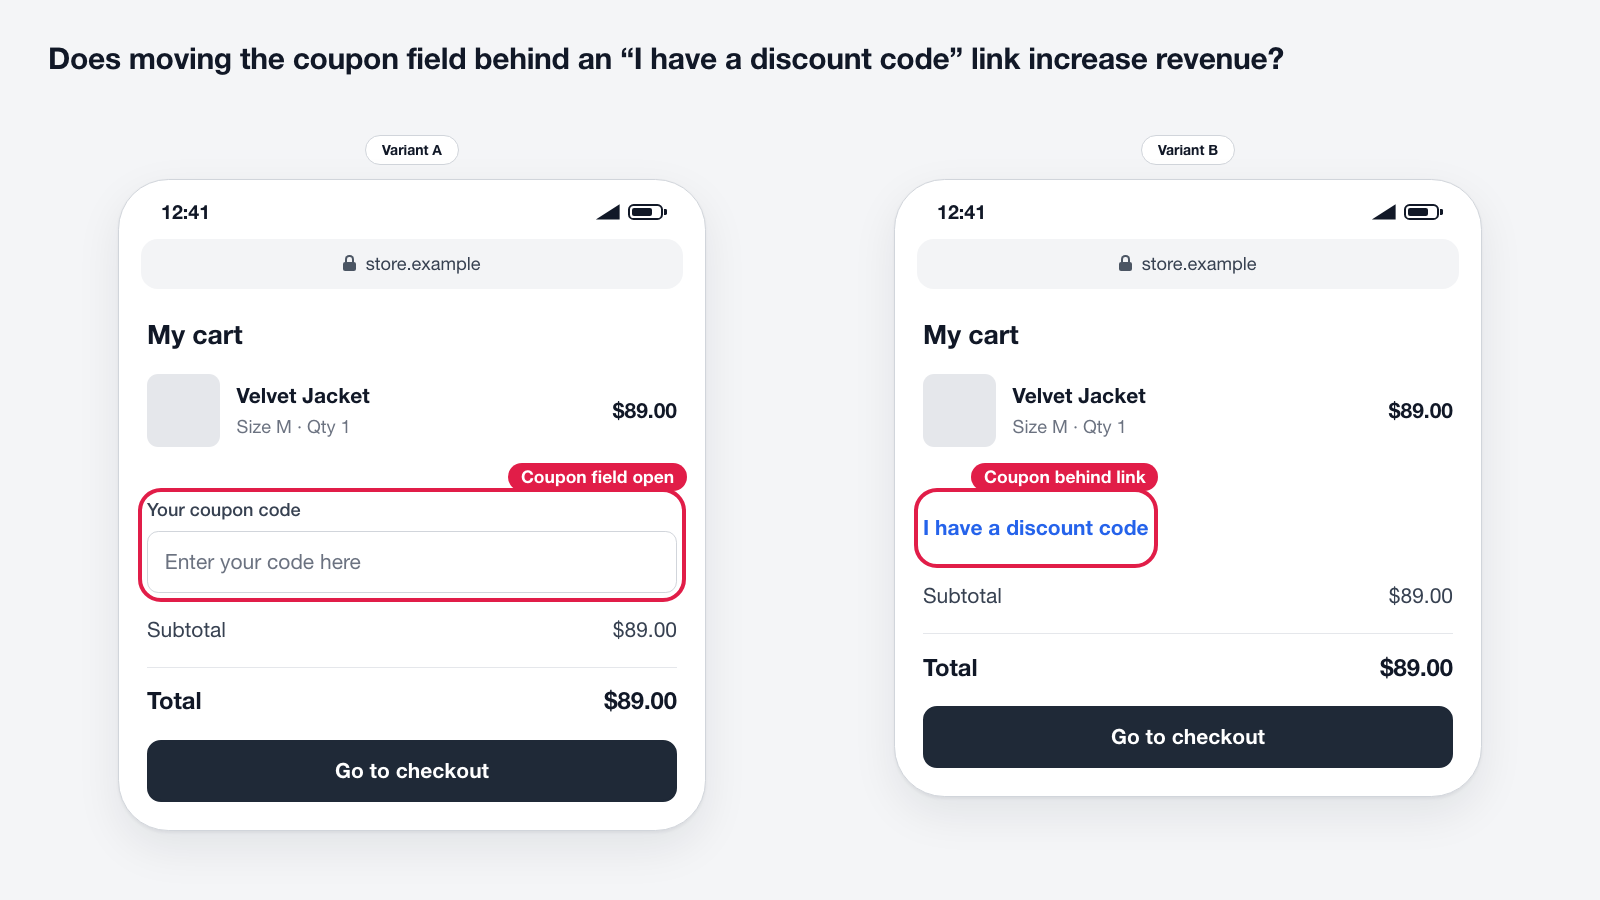 Does moving the coupon field behind an “I have a discount code” link increase revenue?
Variant A
12:41
store.example
My cart
Velvet Jacket
Size M · Qty 1
$89.00
Coupon field open
Your coupon code
Enter your code here
Subtotal $89.00
Total $89.00
Go to checkout
Variant B
12:41
store.example
My cart
Velvet Jacket
Size M · Qty 1
$89.00
Coupon behind link
I have a discount code
Subtotal $89.00
Total $89.00
Go to checkout